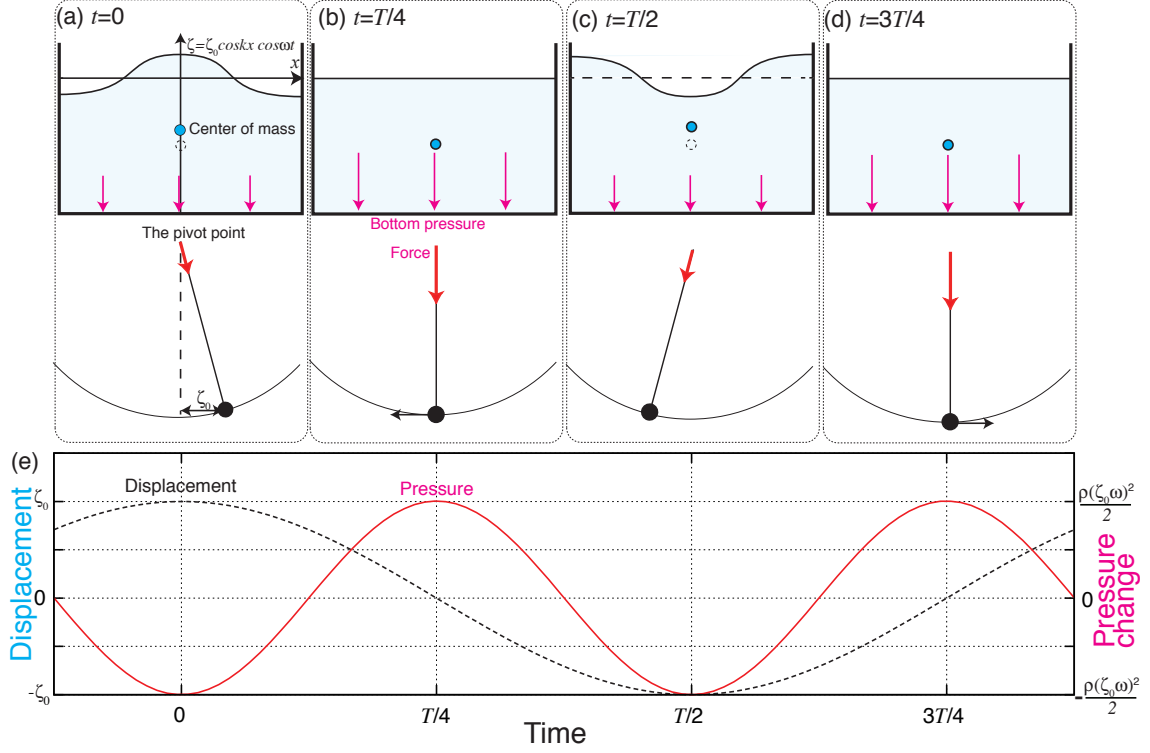 (a) t=0
(b) t=T/4
(c) t=T/2
(d) t=3T/4
ζ=ζ₀coskx cosωt
x
Center of mass
Bottom pressure
The pivot point
Force
ζ₀
(e)
Displacement
Pressure
ζ₀
0
-ζ₀
Displacement
ρ(ζ₀ω)²
2
0
-ρ(ζ₀ω)²
2
Pressure
change
0
T/4
T/2
3T/4
Time